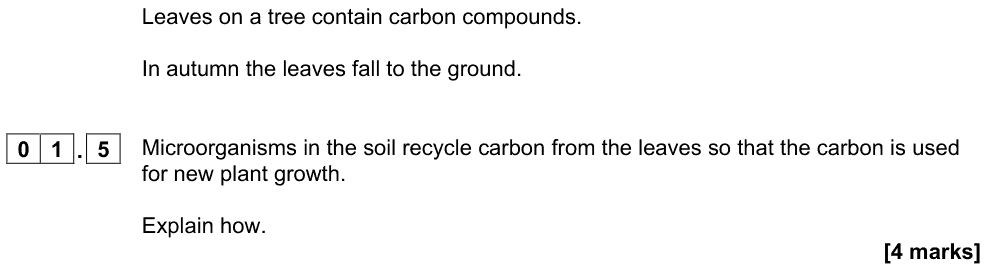 Leaves on a tree contain carbon compounds.
In autumn the leaves fall to the ground.
0 1 . 5 Microorganisms in the soil recycle carbon from the leaves so that the carbon is used
for new plant growth.
Explain how.
[4 marks]